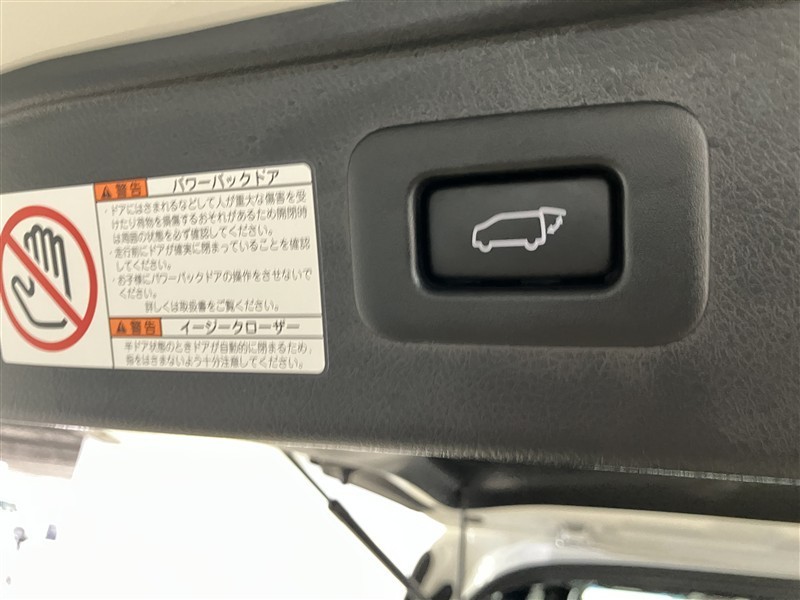 警告 パワーバックドア
・ドアにはさまれるなどして人が重大な傷害を受
けたり荷物を損傷するおそれがあるため開閉時
は周囲の状態を必ず確認してください。
・走行前にドアが確実に閉まっていることを確認
してください。
・お子様にパワーバックドアの操作をさせないで
ください。
詳しくは取扱書をご覧ください。
警告 イージークローザー
半ドア状態のときドアが自動的に閉まるため、
指をはさまないよう十分注意してください。